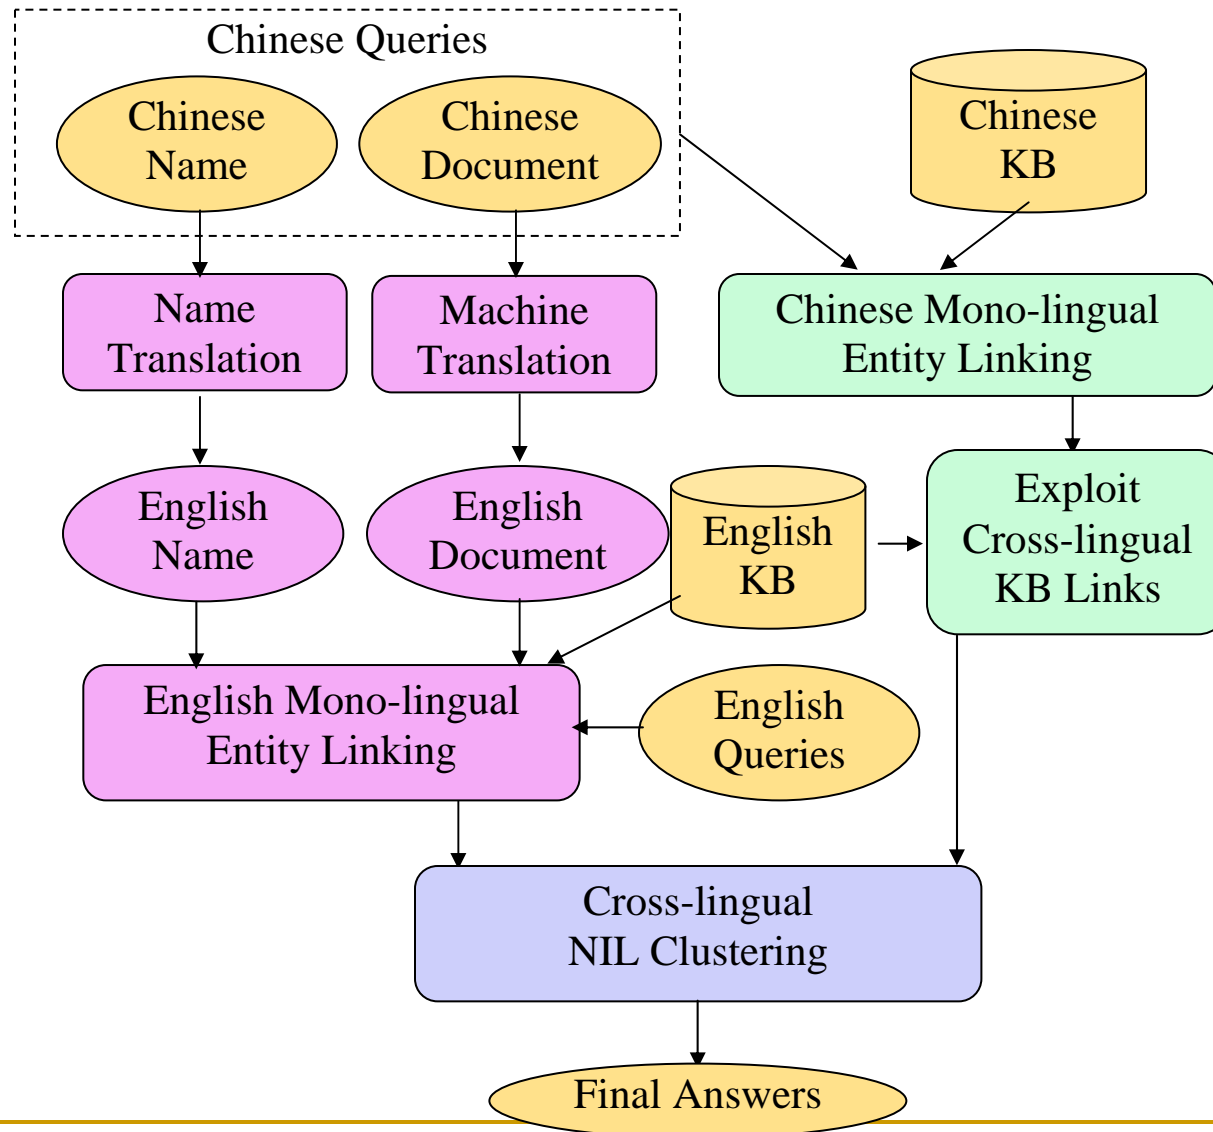 Chinese Queries
Chinese
Name
Chinese
Document
Chinese
KB
Name
Translation
Machine
Translation
Chinese Mono-lingual
Entity Linking
English
Name
English
Document
English
KB
Exploit
Cross-lingual
KB Links
English Mono-lingual
Entity Linking
English
Queries
Cross-lingual
NIL Clustering
Final Answers